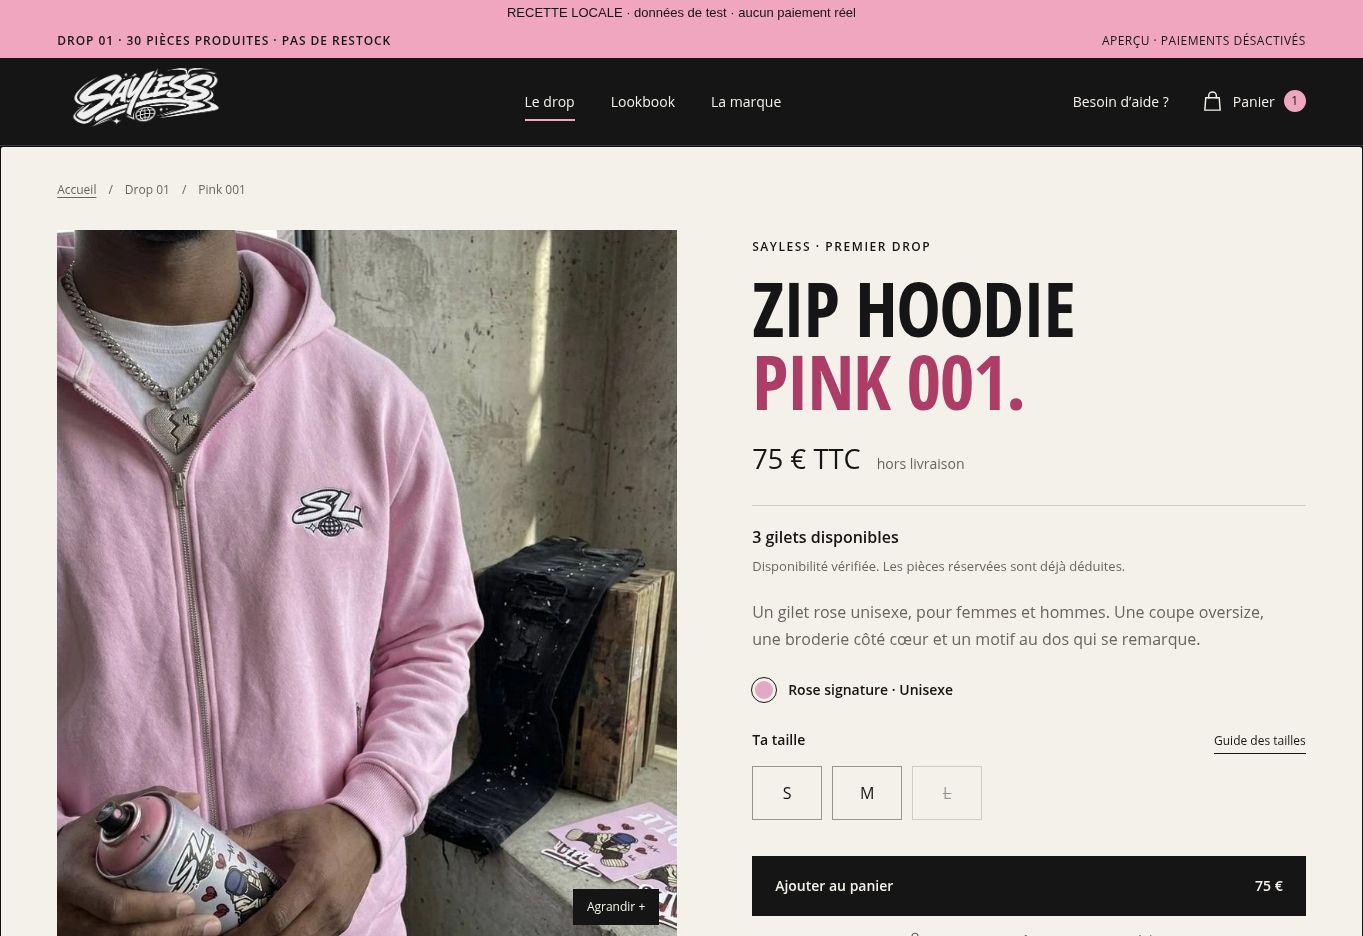 RECETTE LOCALE · données de test · aucun paiement réel
DROP 01 · 30 PIÈCES PRODUITES · PAS DE RESTOCK
APERÇU · PAIEMENTS DÉSACTIVÉS
SAYLESS
Le drop
Lookbook
La marque
Besoin d’aide ?
Panier
1
Accueil / Drop 01 / Pink 001
SL
SL
Agrandir +
SAYLESS · PREMIER DROP
ZIP HOODIE
PINK 001.
75 € TTC hors livraison
3 gilets disponibles
Disponibilité vérifiée. Les pièces réservées sont déjà déduites.
Un gilet rose unisexe, pour femmes et hommes. Une coupe oversize,
une broderie côté cœur et un motif au dos qui se remarque.
Rose signature · Unisexe
Ta taille
Guide des tailles
S
M
L
Ajouter au panier
75 €